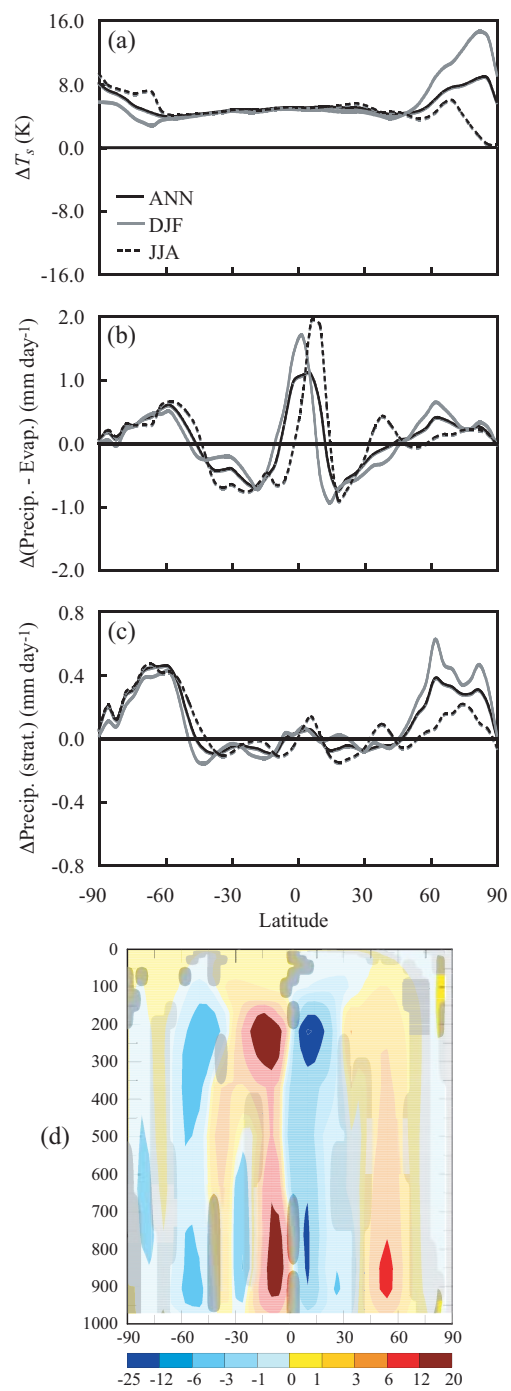 16.0
(a)
8.0
0.0
-8.0
-16.0
ΔTs (K)
ANN
DJF
JJA
2.0
(b)
1.0
0.0
-1.0
-2.0
Δ(Precip. - Evap.) (mm day-1)
0.8
(c)
0.4
0.0
-0.4
-0.8
ΔPrecip. (strat.) (mm day-1)
-90 -60 -30 0 30 60 90
Latitude
0
100
200
300
400
(d)
500
600
700
800
900
1000
-90 -60 -30 0 30 60 90
-25 -12 -6 -3 -1 0 1 3 6 12 20